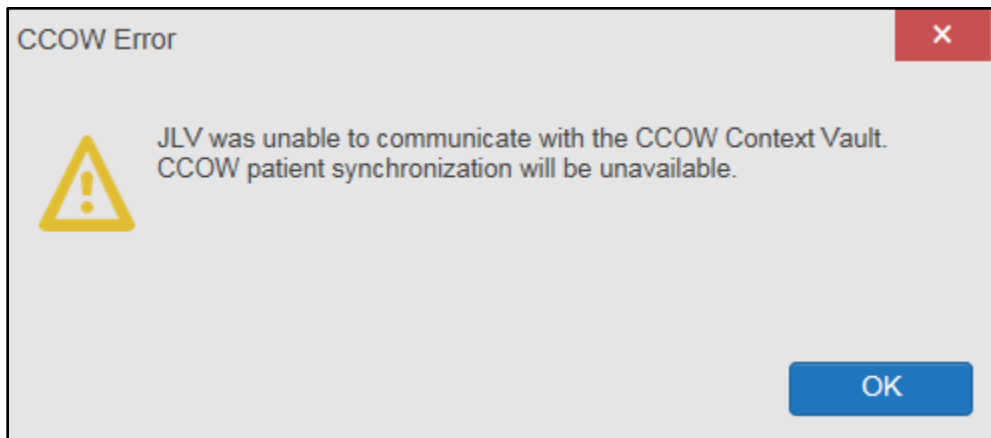 CCOW Error
JLV was unable to communicate with the CCOW Context Vault.
CCOW patient synchronization will be unavailable.
OK